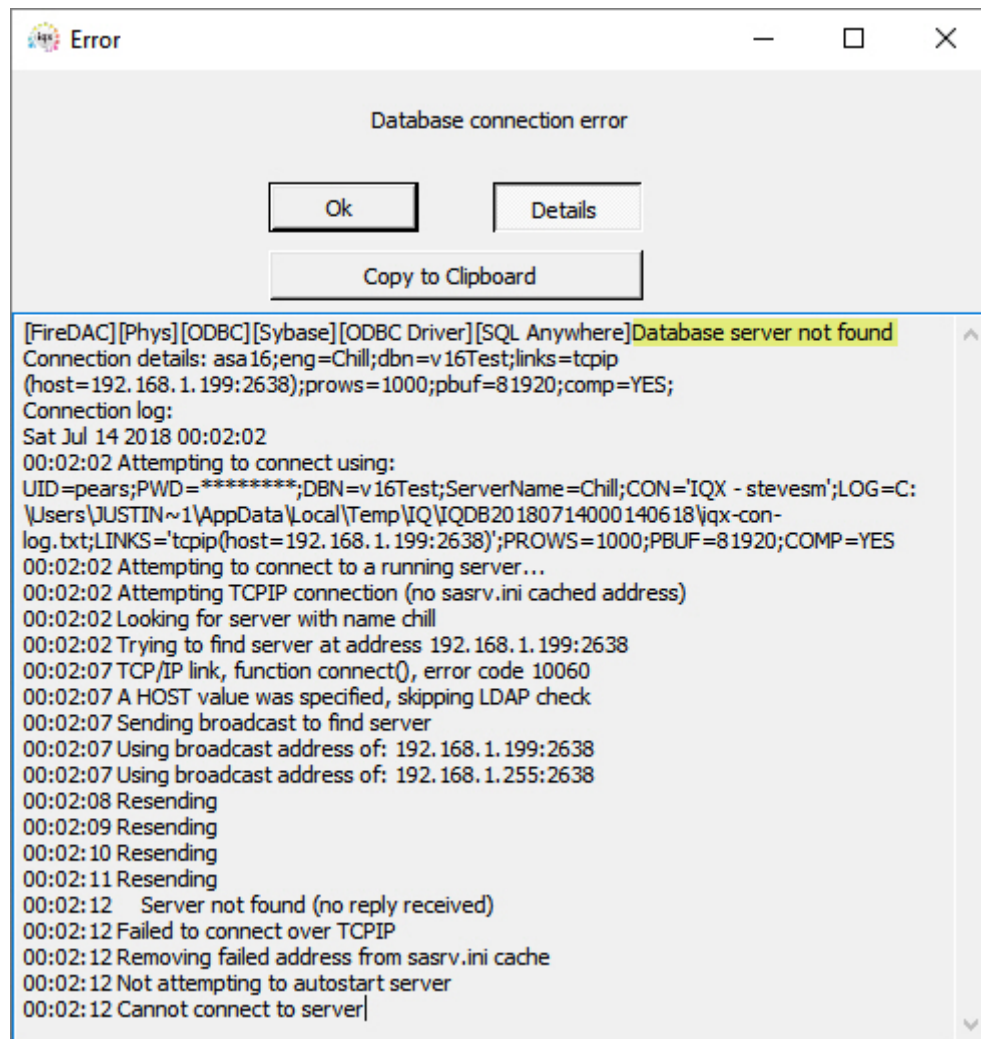 iqx Error
Database connection error
Ok Details
Copy to Clipboard
[FireDAC][Phys][ODBC][Sybase][ODBC Driver][SQL Anywhere]Database server not found
Connection details: asa16;eng=Chill;dbn=v16Test;links=tcpip
(host=192.168.1.199:2638);prows=1000;pbuf=81920;comp=YES;
Connection log:
Sat Jul 14 2018 00:02:02
00:02:02 Attempting to connect using:
UID=pears;PWD=********;DBN=v16Test;ServerName=Chill;CON='IQX - stevesm';LOG=C:
\Users\JUSTIN~1\AppData\Local\Temp\IQ\IQDB20180714000140618\iqx-con-
log.txt;LINKS='tcpip(host=192.168.1.199:2638)';PROWS=1000;PBUF=81920;COMP=YES
00:02:02 Attempting to connect to a running server...
00:02:02 Attempting TCPIP connection (no sasrv.ini cached address)
00:02:02 Looking for server with name chill
00:02:02 Trying to find server at address 192.168.1.199:2638
00:02:07 TCP/IP link, function connect(), error code 10060
00:02:07 A HOST value was specified, skipping LDAP check
00:02:07 Sending broadcast to find server
00:02:07 Using broadcast address of: 192.168.1.199:2638
00:02:07 Using broadcast address of: 192.168.1.255:2638
00:02:08 Resending
00:02:09 Resending
00:02:10 Resending
00:02:11 Resending
00:02:12 Server not found (no reply received)
00:02:12 Failed to connect over TCPIP
00:02:12 Removing failed address from sasrv.ini cache
00:02:12 Not attempting to autostart server
00:02:12 Cannot connect to server